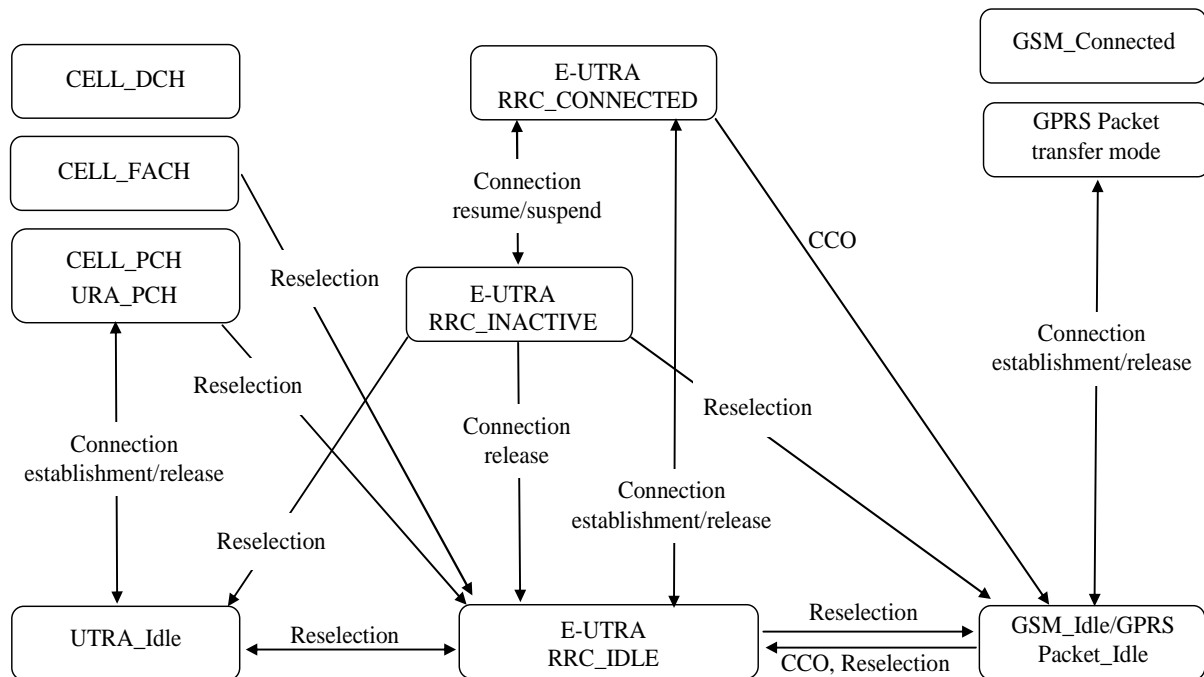 GSM_Connected
CELL_DCH
E-UTRA
RRC_CONNECTED
GPRS Packet
transfer mode
CELL_FACH
Connection
resume/suspend
CCO
CELL_PCH
URA_PCH
Reselection
E-UTRA
RRC_INACTIVE
Connection
establishment/release
Reselection
Reselection
Connection
release
Connection
establishment/release
Connection
establishment/release
Reselection
UTRA_Idle
Reselection
E-UTRA
RRC_IDLE
Reselection
CCO, Reselection
GSM_Idle/GPRS
Packet_Idle